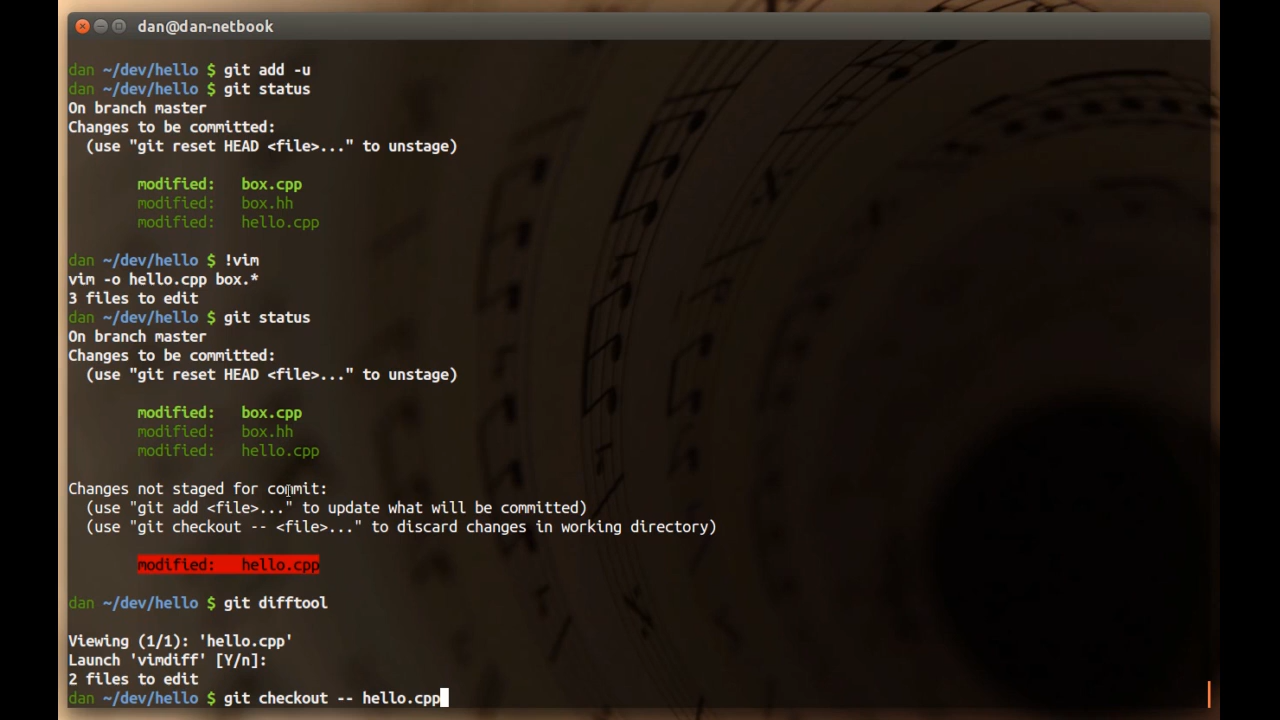 dan@dan-netbook
dan ~/dev/hello $ git add -u
dan ~/dev/hello $ git status
On branch master
Changes to be committed:
  (use "git reset HEAD <file>..." to unstage)
modified:   box.cpp
modified:   box.hh
modified:   hello.cpp
dan ~/dev/hello $ !vim
vim -o hello.cpp box.*
3 files to edit
dan ~/dev/hello $ git status
On branch master
Changes to be committed:
  (use "git reset HEAD <file>..." to unstage)
modified:   box.cpp
modified:   box.hh
modified:   hello.cpp
Changes not staged for commit:
  (use "git add <file>..." to update what will be committed)
  (use "git checkout -- <file>..." to discard changes in working directory)
modified:   hello.cpp
dan ~/dev/hello $ git difftool
Viewing (1/1): 'hello.cpp'
Launch 'vimdiff' [Y/n]:
2 files to edit
dan ~/dev/hello $ git checkout -- hello.cpp